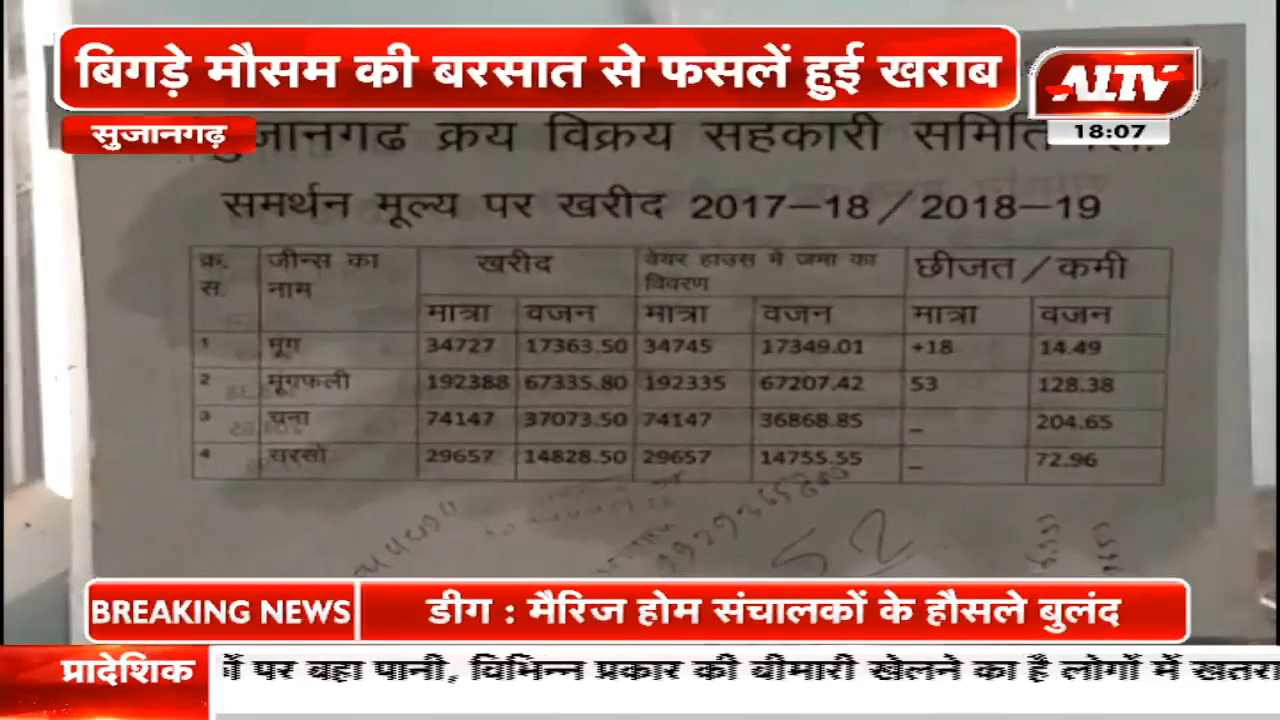 बिगड़े मौसम की बरसात से फसलें हुई खराब
ALTV
18:07
सुजानगढ़
सुजानगढ क्रय विक्रय सहकारी समिति लि.
समर्थन मूल्य पर खरीद 2017–18 / 2018–19
क्र. स. जीन्स का नाम खरीद वेयर हाउस मे जमा का विवरण छीजत / कमी
मात्रा वजन मात्रा वजन मात्रा वजन
1 मूंग 34727 17363.50 34745 17349.01 +18 14.49
2 मूंगफली 192388 67335.80 192335 67207.42 53 128.38
3 चना 74147 37073.50 74147 36868.85 _ 204.65
4 सरसो 29657 14828.50 29657 14755.55 _ 72.96
52
BREAKING NEWS डीग : मैरिज होम संचालकों के हौसले बुलंद
प्रादेशिक पर बहा पानी, विभिन्न प्रकार की बीमारी खेलने का है लोगों में खतरा